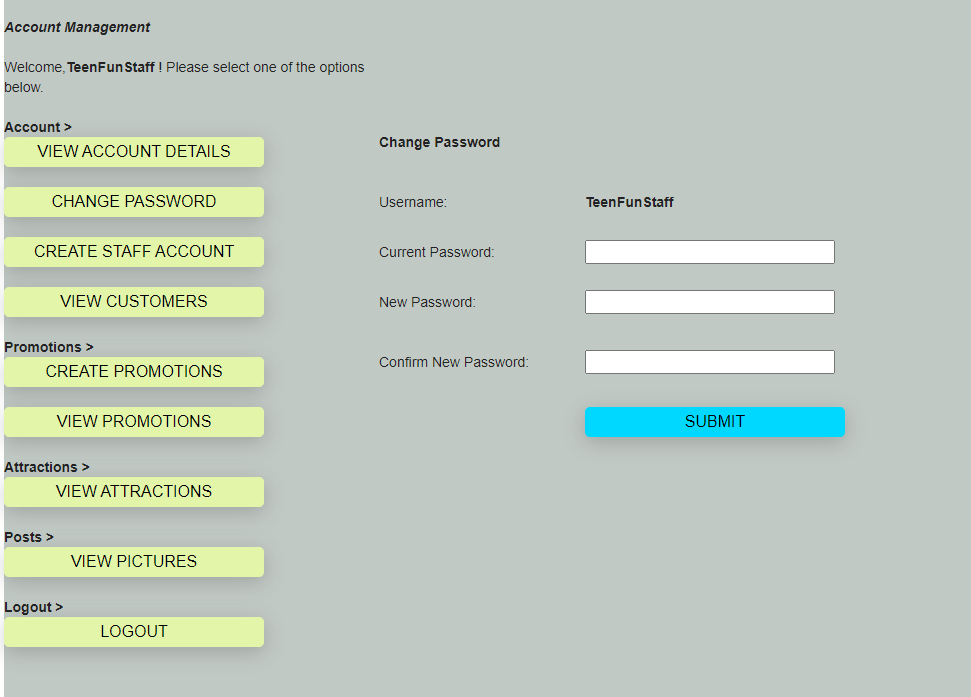 Account Management
Welcome,TeenFunStaff ! Please select one of the options
below.
Account >
VIEW ACCOUNT DETAILS
CHANGE PASSWORD
CREATE STAFF ACCOUNT
VIEW CUSTOMERS
Promotions >
CREATE PROMOTIONS
VIEW PROMOTIONS
Attractions >
VIEW ATTRACTIONS
Posts >
VIEW PICTURES
Logout >
LOGOUT
Change Password
Username: TeenFunStaff
Current Password:
New Password:
Confirm New Password:
SUBMIT